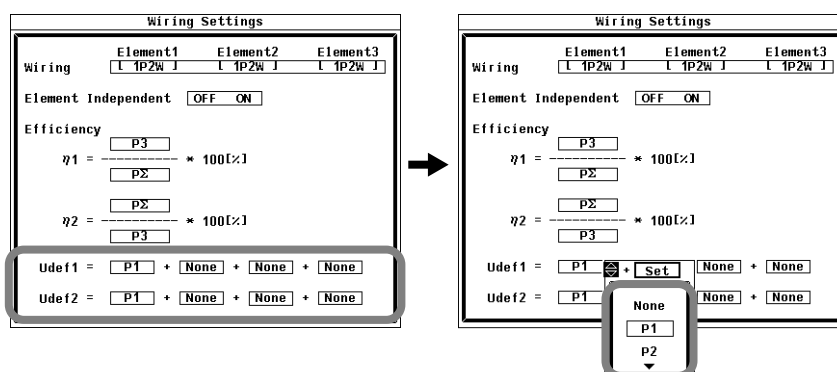 Wiring Settings
Element1 Element2 Element3
Wiring [ 1P2W ] [ 1P2W ] [ 1P2W ]
Element Independent OFF ON
Efficiency
P3
η1 = --------- * 100[%]
PΣ
PΣ
η2 = --------- * 100[%]
P3
Udef1 = P1 + None + None + None
Udef2 = P1 + None + None + None
Wiring Settings
Element1 Element2 Element3
Wiring [ 1P2W ] [ 1P2W ] [ 1P2W ]
Element Independent OFF ON
Efficiency
P3
η1 = --------- * 100[%]
PΣ
PΣ
η2 = --------- * 100[%]
P3
Udef1 = P1 + Set None + None
Udef2 = P1 None + None
None
P1
P2